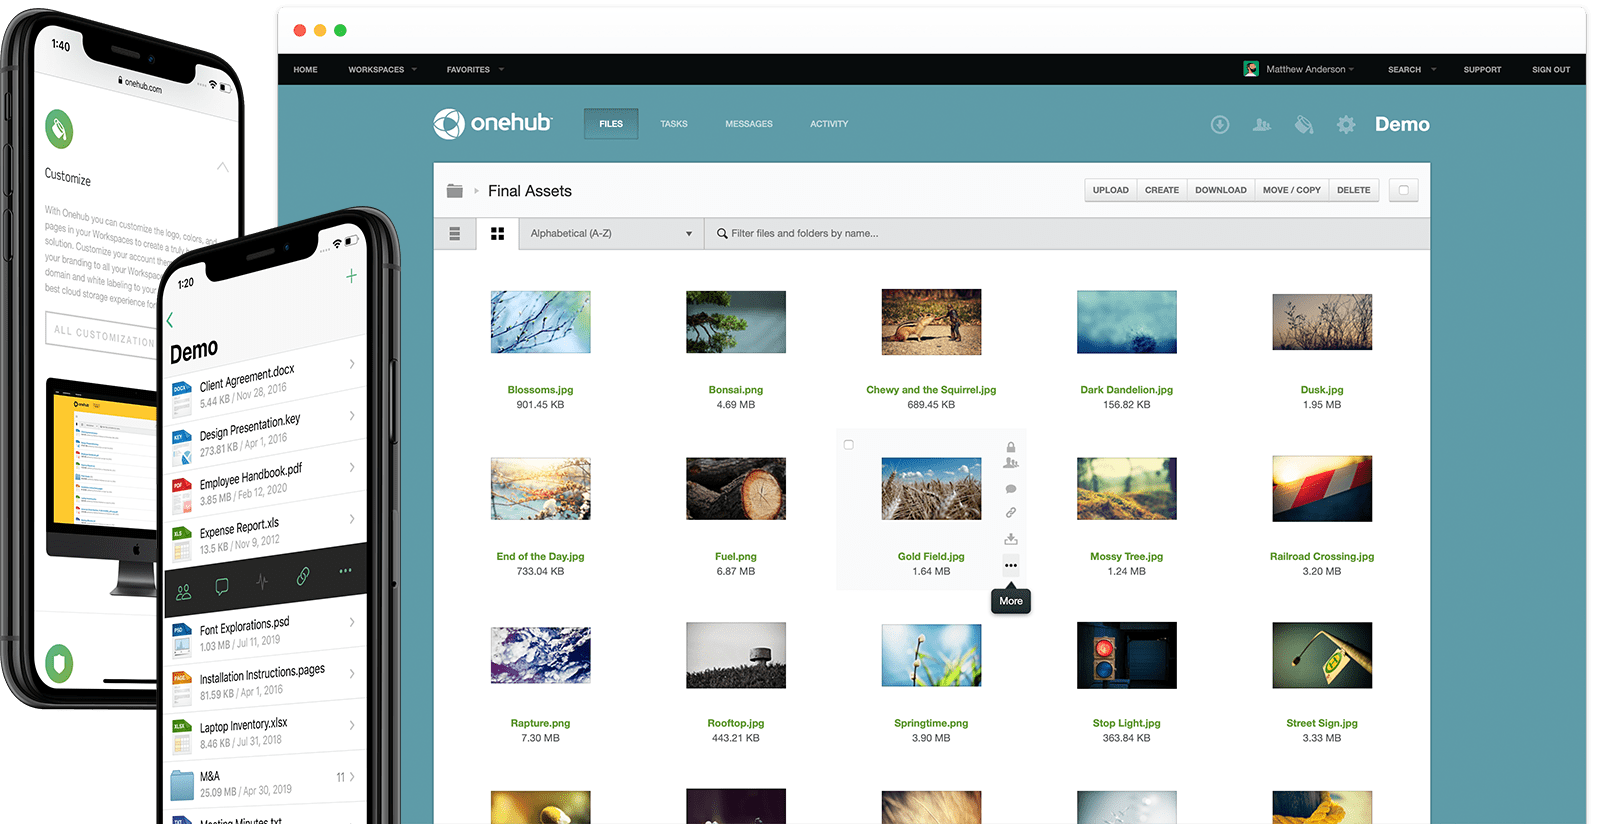 1:40
onehub.com
Customize
With Onehub you can customize the logo, colors, and
pages in your Workspaces to create a truly
solution. Customize your account
your branding to all your
domain and white labeling to your
best cloud storage experience for
ALL CUSTOMIZATION
1:20
Demo
Client Agreement.docx
5.44 KB / Nov 28, 2016
Design Presentation.key
273.81 KB / Apr 1, 2016
Employee Handbook.pdf
3.85 MB / Feb 12, 2020
Expense Report.xls
13.5 KB / Nov 9, 2012
Font Explorations.psd
1.03 MB / Jul 11, 2019
Installation Instructions.pages
81.59 KB / Apr 1, 2016
Laptop Inventory.xlsx
8.46 KB / Jul 31, 2018
M&A 11
25.09 MB / Apr 30, 2019
Meeting Minutes.txt
HOME WORKSPACES FAVORITES Matthew Anderson SEARCH SUPPORT SIGN OUT
onehub FILES TASKS MESSAGES ACTIVITY Demo
Final Assets UPLOAD CREATE DOWNLOAD MOVE / COPY DELETE
Alphabetical (A-Z) Filter files and folders by name...
Blossoms.jpg Bonsai.png Chewy and the Squirrel.jpg Dark Dandelion.jpg Dusk.jpg
901.45 KB 4.69 MB 689.45 KB 156.82 KB 1.95 MB
End of the Day.jpg Fuel.png Gold Field.jpg Mossy Tree.jpg Railroad Crossing.jpg
733.04 KB 6.87 MB 1.64 MB 1.24 MB 3.20 MB
More
Rapture.png Rooftop.jpg Springtime.png Stop Light.jpg Street Sign.jpg
7.30 MB 443.21 KB 3.90 MB 363.84 KB 3.33 MB